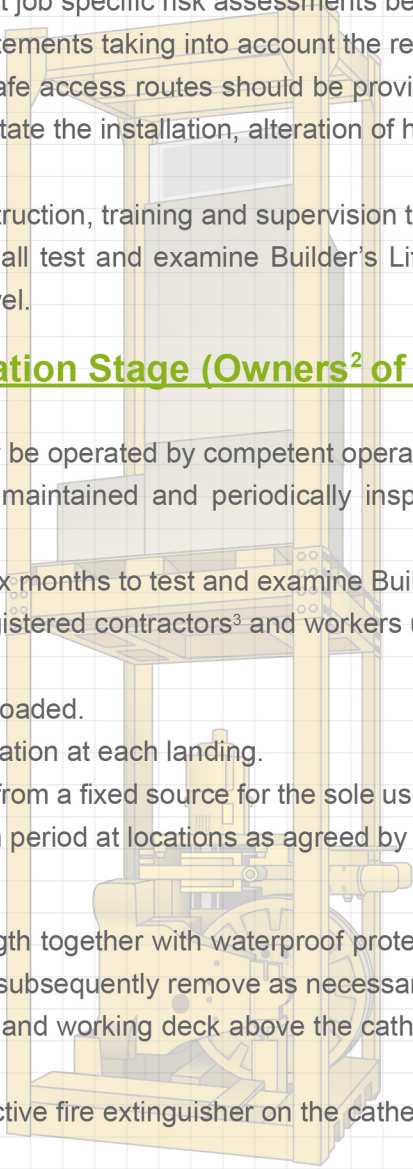 job specific risk assessments be
tements taking into account the re
afe access routes should be provi
tate the installation, alteration of h
truction, training and supervision t
all test and examine Builder's Li
vel.
ation Stage (Owners² of
be operated by competent opera
maintained and periodically insp
x months to test and examine Bui
gistered contractors³ and workers u
oaded.
ation at each landing.
from a fixed source for the sole us
n period at locations as agreed by
gth together with waterproof prote
subsequently remove as necessar
and working deck above the cath
ctive fire extinguisher on the cathe